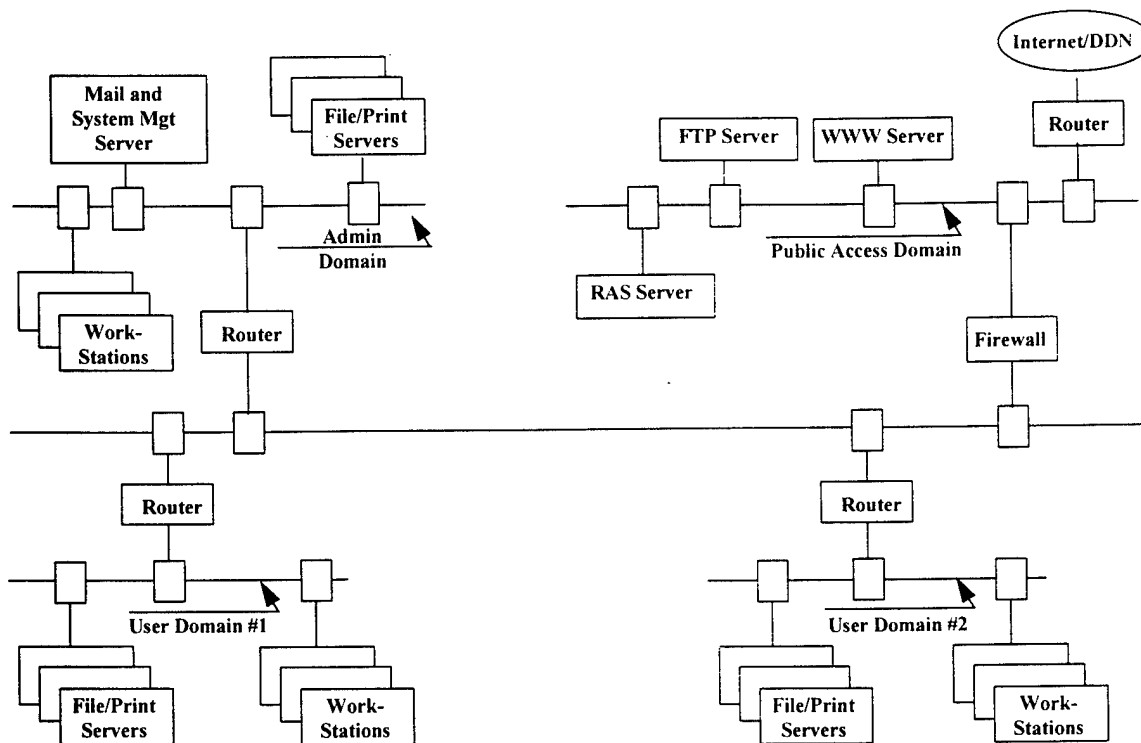 Internet/DDN
Mail and
System Mgt
Server
File/Print
Servers
FTP Server
WWW Server
Router
Admin
Domain
Public Access Domain
RAS Server
Work-
Stations
Router
Firewall
Router
Router
User Domain #1
User Domain #2
File/Print
Servers
Work-
Stations
File/Print
Servers
Work-
Stations